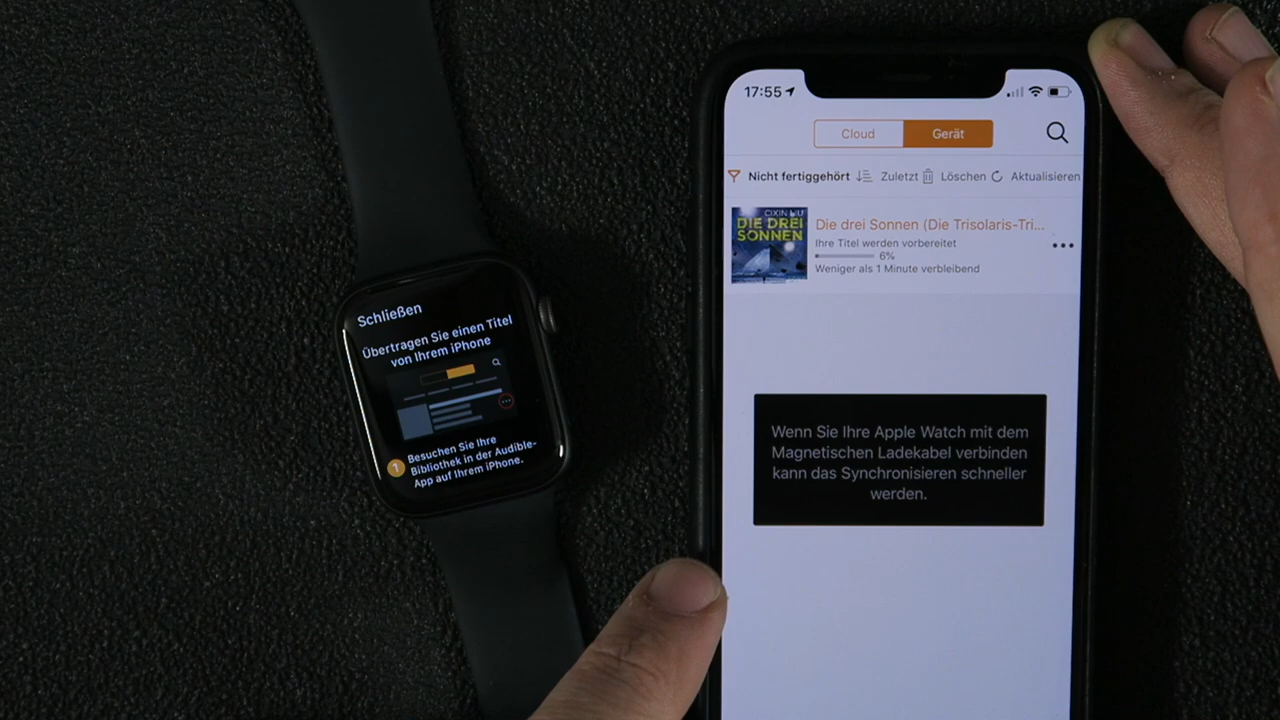 Schließen
Übertragen Sie einen Titel
von Ihrem iPhone
1
Besuchen Sie Ihre
Bibliothek in der Audible-
App auf Ihrem iPhone.
17:55
Cloud
Gerät
Nicht fertiggehört
Zuletzt
Löschen
Aktualisieren
CIXIN LIU
DIE DREI
SONNEN
Die drei Sonnen (Die Trisolaris-Tri...
Ihre Titel werden vorbereitet
6%
Weniger als 1 Minute verbleibend
Wenn Sie Ihre Apple Watch mit dem
Magnetischen Ladekabel verbinden
kann das Synchronisieren schneller
werden.